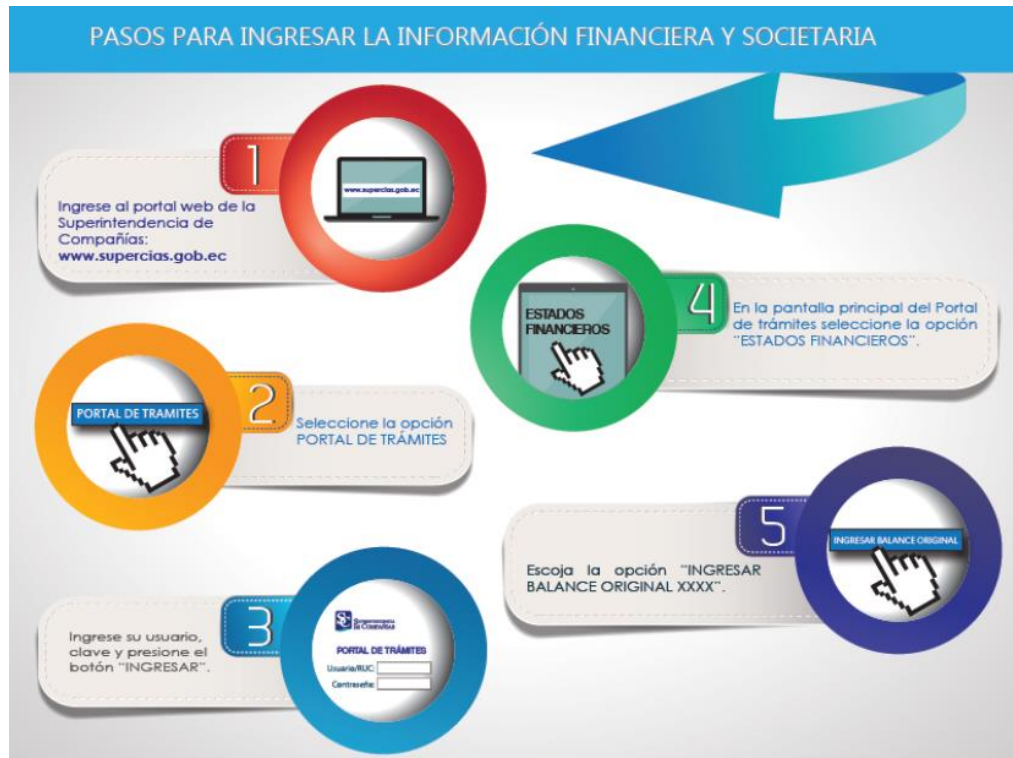 PASOS PARA INGRESAR LA INFORMACIÓN FINANCIERA Y SOCIETARIA
1
www.supercias.gob.ec
Ingrese al portal web de la
Superintendencia de
Compañías:
www.supercias.gob.ec
2
PORTAL DE TRAMITES
Seleccione la opción
PORTAL DE TRÁMITES
3
Ingrese su usuario,
clave y presione el
botón "INGRESAR".
SUPERINTENDENCIA
DE COMPAÑÍAS
PORTAL DE TRÁMITES
Usuario/RUC:
Contraseña:
4
ESTADOS
FINANCIEROS
En la pantalla principal del Portal
de trámites seleccione la opción
"ESTADOS FINANCIEROS".
5
Escoja la opción "INGRESAR
BALANCE ORIGINAL XXXX".
INGRESAR BALANCE ORIGINAL